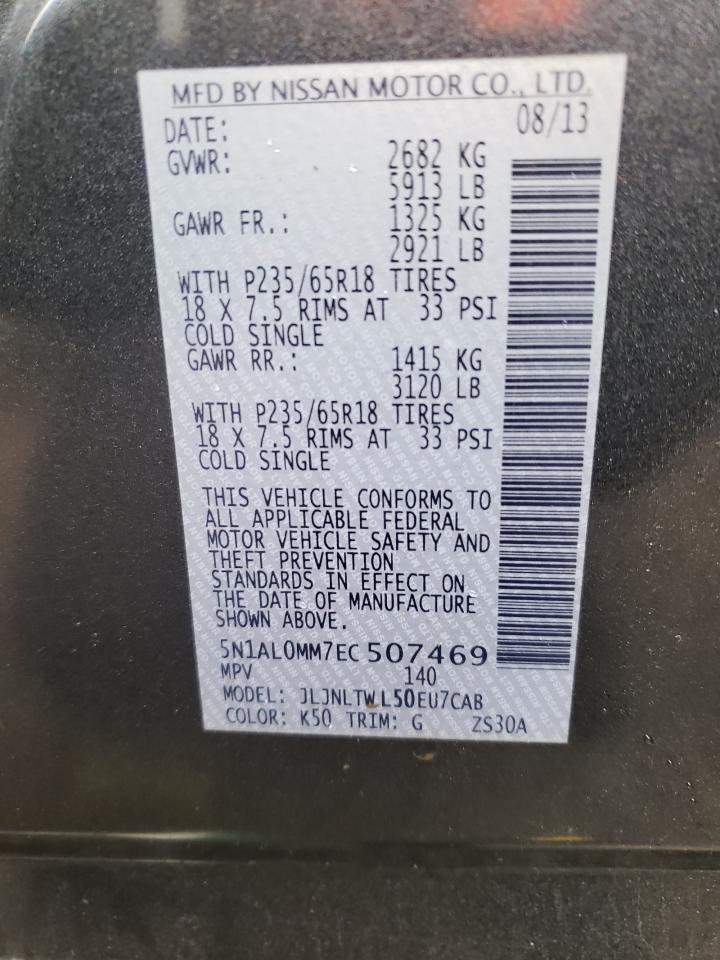 MFD BY NISSAN MOTOR CO., LTD.
DATE: 08/13
GVWR: 2682 KG
5913 LB
GAWR FR.: 1325 KG
2921 LB
WITH P235/65R18 TIRES
18 X 7.5 RIMS AT 33 PSI
COLD SINGLE
GAWR RR.: 1415 KG
3120 LB
WITH P235/65R18 TIRES
18 X 7.5 RIMS AT 33 PSI
COLD SINGLE
THIS VEHICLE CONFORMS TO
ALL APPLICABLE FEDERAL
MOTOR VEHICLE SAFETY AND
THEFT PREVENTION
STANDARDS IN EFFECT ON
THE DATE OF MANUFACTURE
SHOWN ABOVE.
5N1AL0MM7EC507469
MPV 140
MODEL: JLJNLTWL50EU7CAB
COLOR: K50 TRIM: G ZS30A